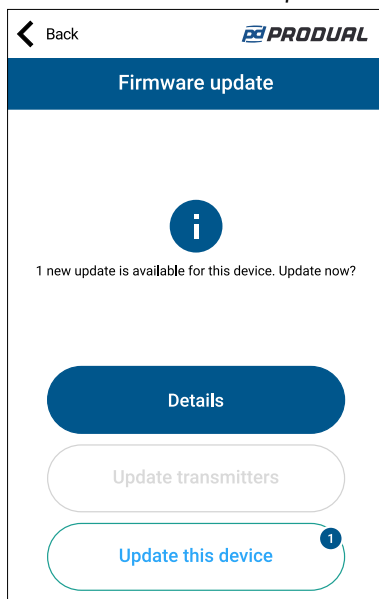 Back
pd PRODUAL
Firmware update
i
1 new update is available for this device. Update now?
Details
Update transmitters
1
Update this device